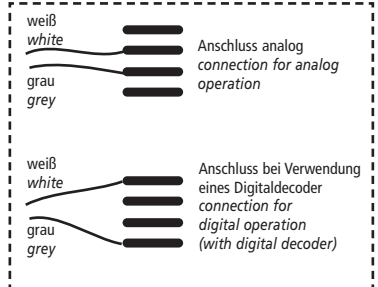 weiß
white
grau
grey
Anschluss analog
connection for analog
operation
weiß
white
grau
grey
Anschluss bei Verwendung
eines Digitaldecoder
connection for
digital operation
(with digital decoder)